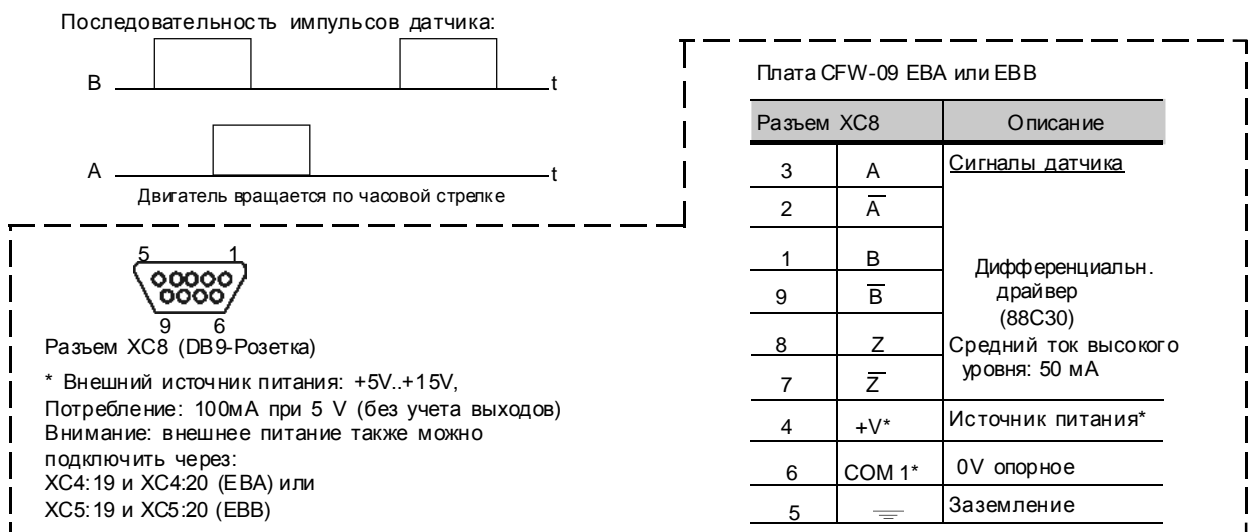 Последовательность импульсов датчика:
B
t
A
t
Двигатель вращается по часовой стрелке
5 1
9 6
Разъем XC8 (DB9-Розетка)
* Внешний источник питания: +5V..+15V,
Потребление: 100мА при 5 V (без учета выходов)
Внимание: внешнее питание также можно
подключить через:
XC4:19 и XC4:20 (EBA) или
XC5:19 и XC5:20 (EBB)
Плата CFW-09 EBA или EBB
Разъем XC8 Описание
3 A Сигналы датчика
2 A̅
1 B Дифференциальн.
драйвер
9 B̅
(88C30)
8 Z Средний ток высокого
уровня: 50 мА
7 Z̅
4 +V* Источник питания*
6 COM 1* 0V опорное
5 ⏚ Заземление